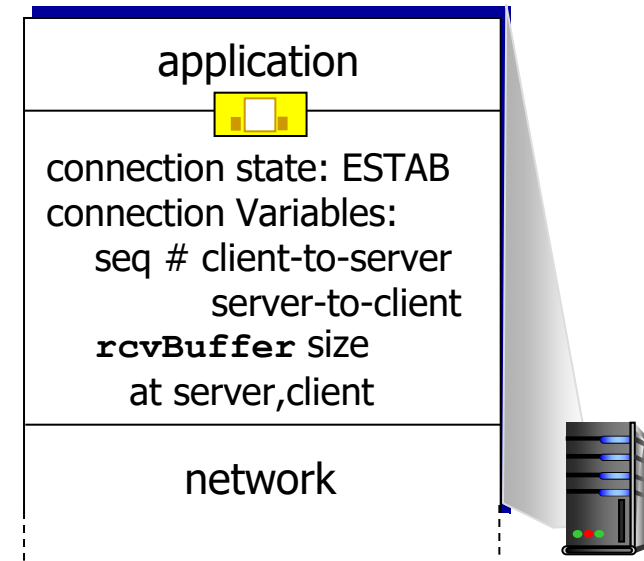 application
connection state: ESTAB
connection Variables:
seq # client-to-server
server-to-client
rcvBuffer size
at server,client
network